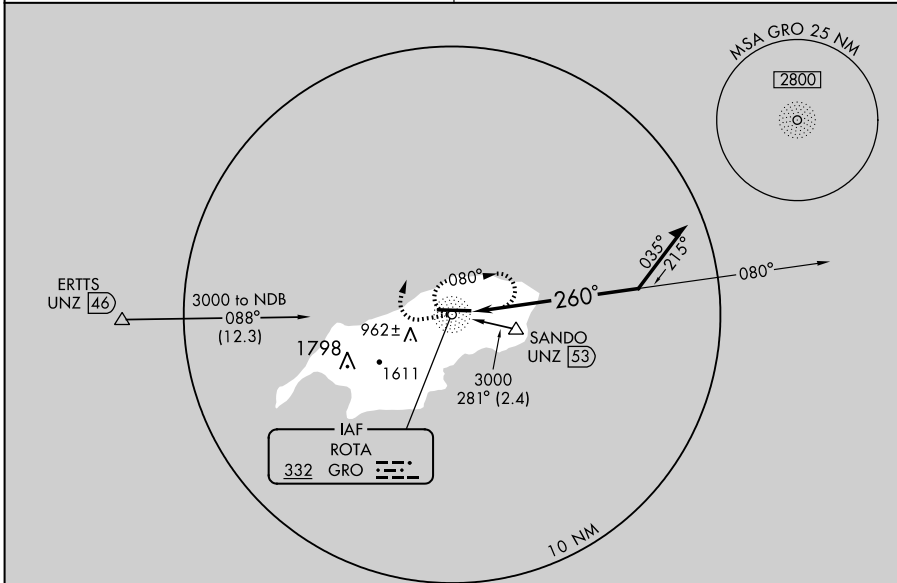 MSA GRO 25 NM
2800
035°
215°
080°
080°
260°
ERTTS
UNZ 46
3000 to NDB
088°
(12.3)
962±
SANDO
UNZ 53
1798
1611
3000
281° (2.4)
IAF
ROTA
332 GRO
10 NM